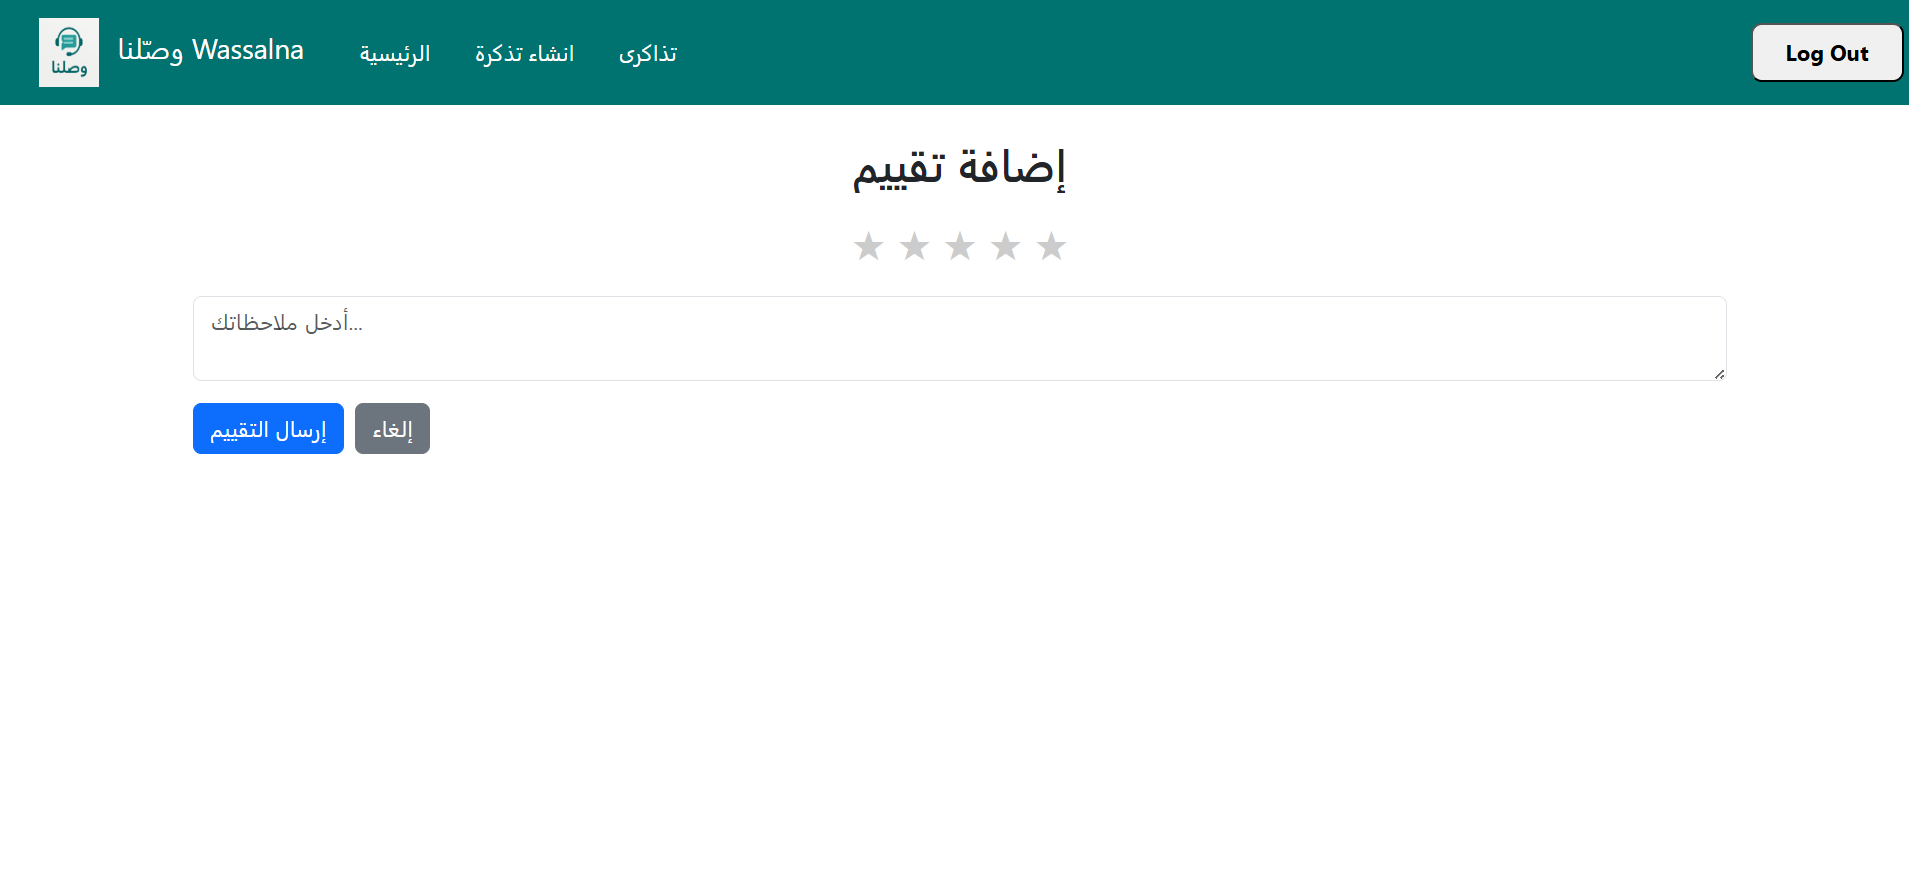 وصلنا
وصّلنا Wassalna
الرئيسية
انشاء تذكرة
تذاكرى
Log Out
إضافة تقييم
أدخل ملاحظاتك...
إرسال التقييم
إلغاء